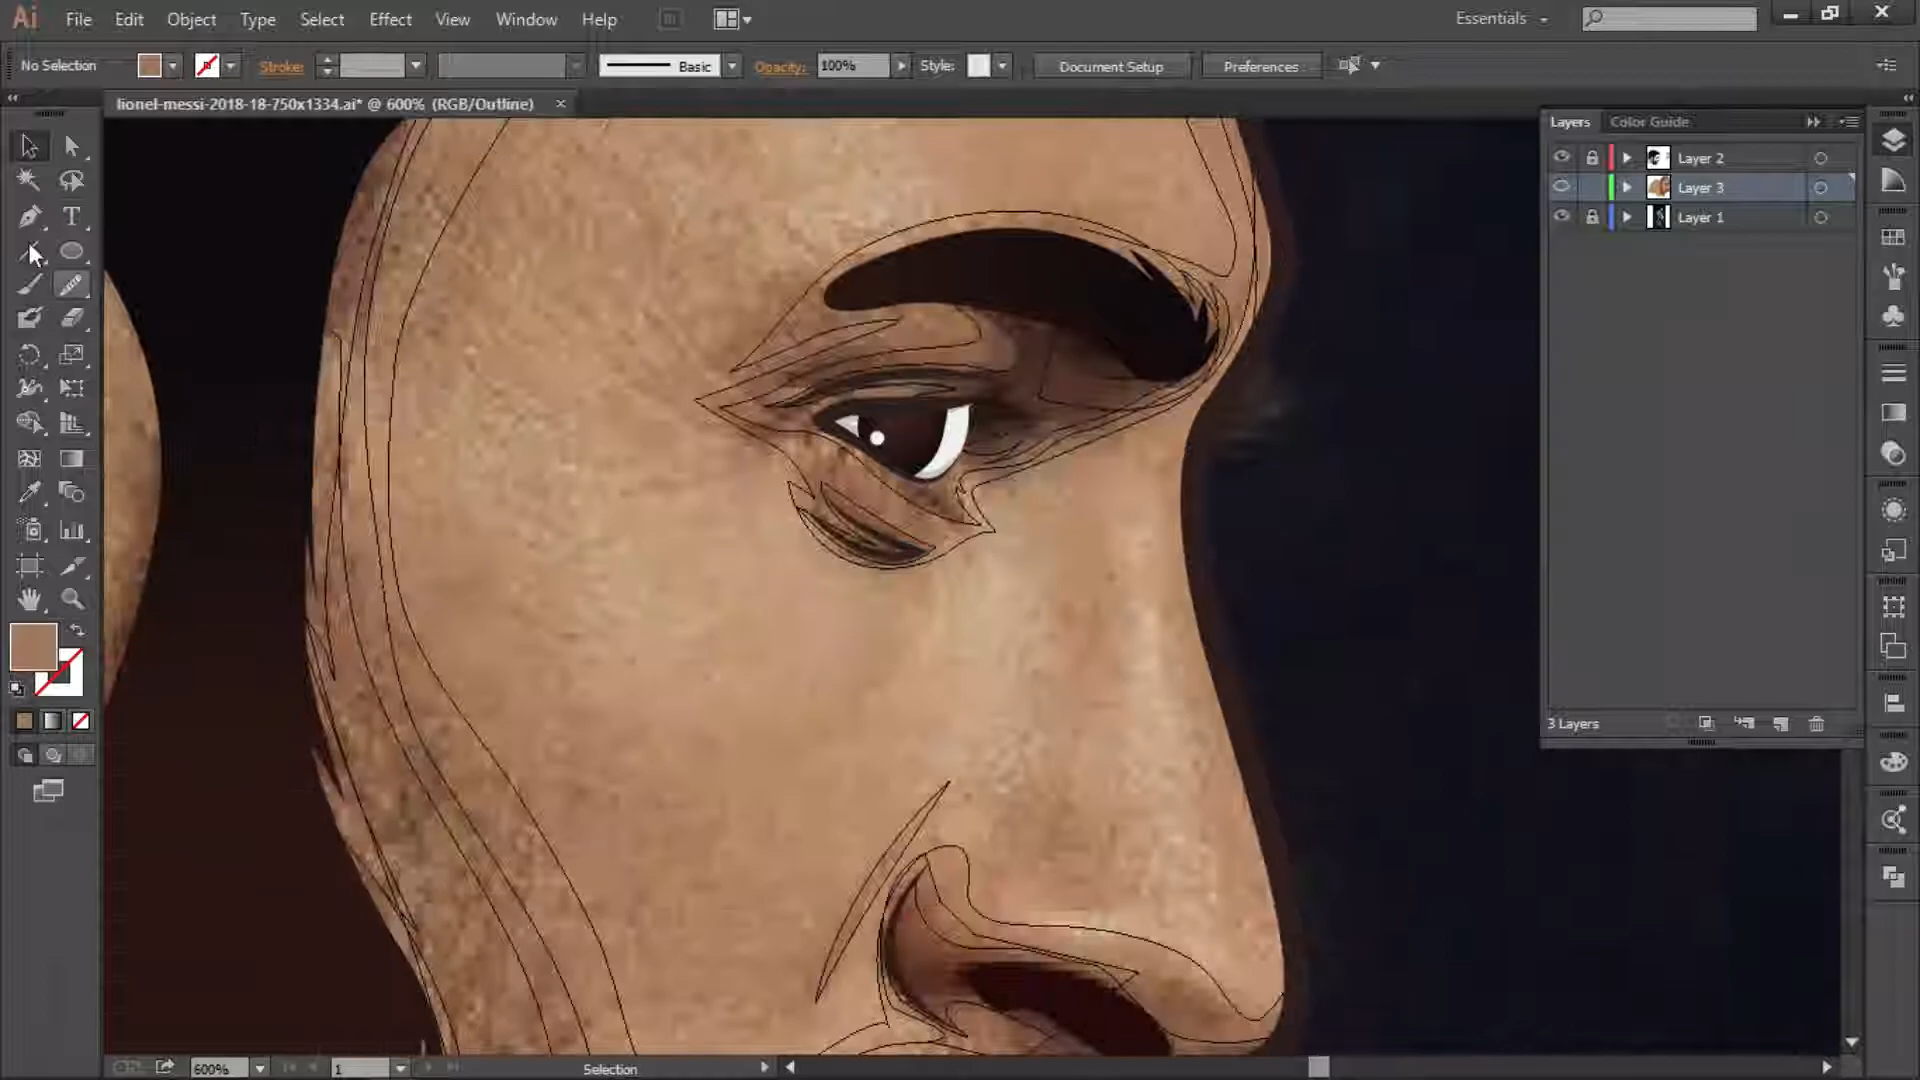 Ai File Edit Object Type Select Effect View Window Help Essentials
No Selection Stroke: Basic Opacity: 100% Style: Document Setup Preferences
lionel-messi-2018-18-750x1334.ai* @ 600% (RGB/Outline)
Layers Color Guide
Layer 2
Layer 3
Layer 1
3 Layers
600% 1 Selection